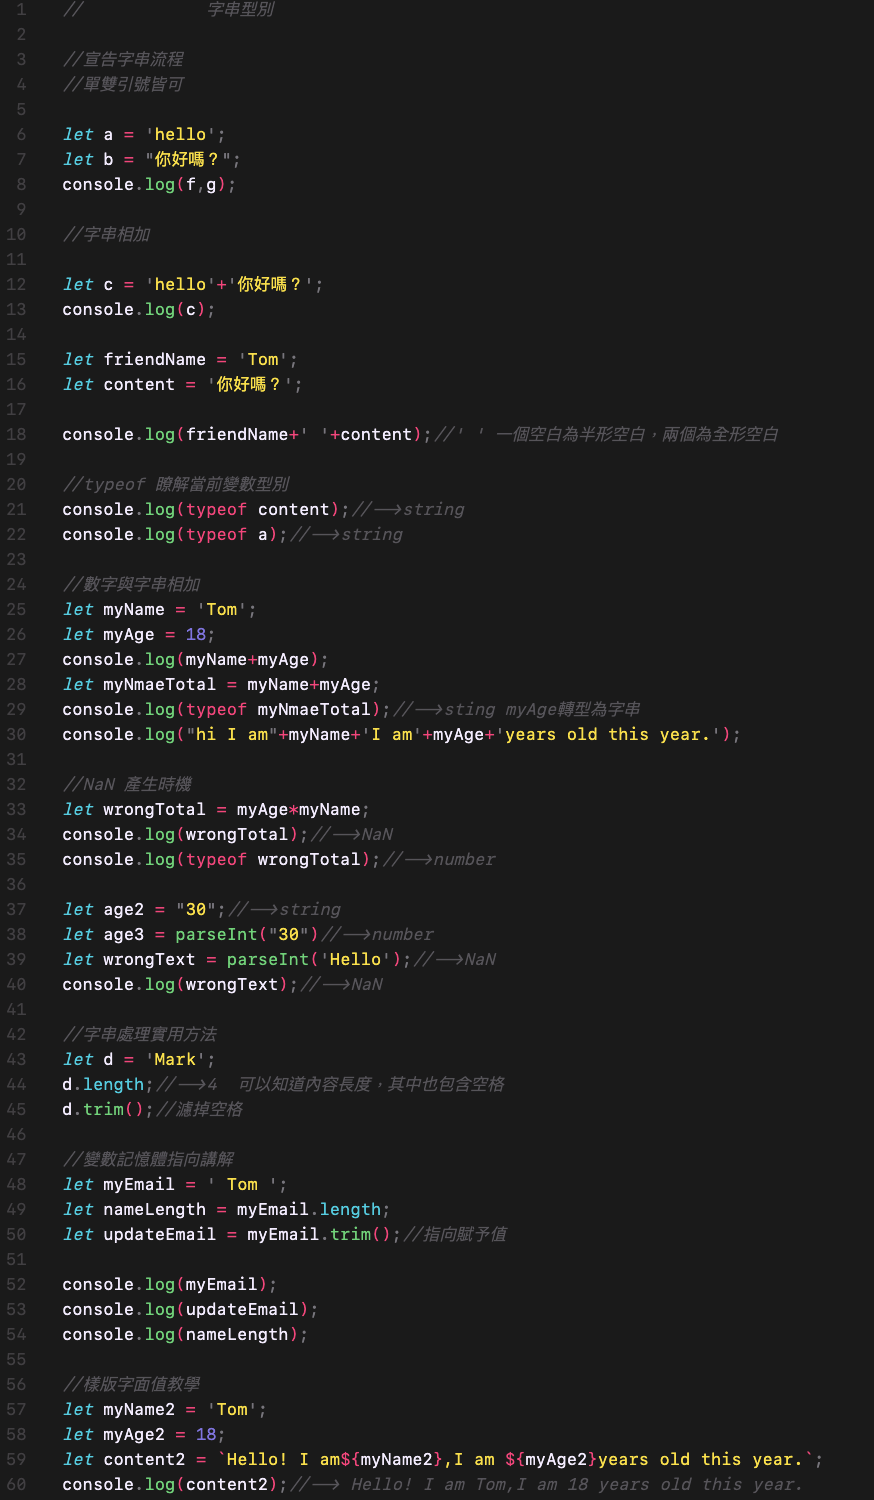 1 // 字串型別
2
3 //宣告字串流程
4 //單雙引號皆可
5
6 let a = 'hello';
7 let b = "你好嗎？";
8 console.log(f,g);
9
10 //字串相加
11
12 let c = 'hello'+'你好嗎？';
13 console.log(c);
14
15 let friendName = 'Tom';
16 let content = '你好嗎？';
17
18 console.log(friendName+' '+content);//' ' 一個空白為半形空白，兩個為全形空白
19
20 //typeof 瞭解當前變數型別
21 console.log(typeof content);//-->string
22 console.log(typeof a);//-->string
23
24 //數字與字串相加
25 let myName = 'Tom';
26 let myAge = 18;
27 console.log(myName+myAge);
28 let myNmaeTotal = myName+myAge;
29 console.log(typeof myNmaeTotal);//-->sting myAge轉型為字串
30 console.log("hi I am"+myName+'I am'+myAge+'years old this year.');
31
32 //NaN 產生時機
33 let wrongTotal = myAge*myName;
34 console.log(wrongTotal);//-->NaN
35 console.log(typeof wrongTotal);//-->number
36
37 let age2 = "30";//-->string
38 let age3 = parseInt("30")//-->number
39 let wrongText = parseInt('Hello');//-->NaN
40 console.log(wrongText);//-->NaN
41
42 //字串處理實用方法
43 let d = 'Mark';
44 d.length;//-->4 可以知道內容長度，其中也包含空格
45 d.trim();//濾掉空格
46
47 //變數記憶體指向講解
48 let myEmail = ' Tom ';
49 let nameLength = myEmail.length;
50 let updateEmail = myEmail.trim();//指向賦予值
51
52 console.log(myEmail);
53 console.log(updateEmail);
54 console.log(nameLength);
55
56 //樣版字面值教學
57 let myName2 = 'Tom';
58 let myAge2 = 18;
59 let content2 = `Hello! I am${myName2},I am ${myAge2}years old this year.`;
60 console.log(content2);//--> Hello! I am Tom,I am 18 years old this year.